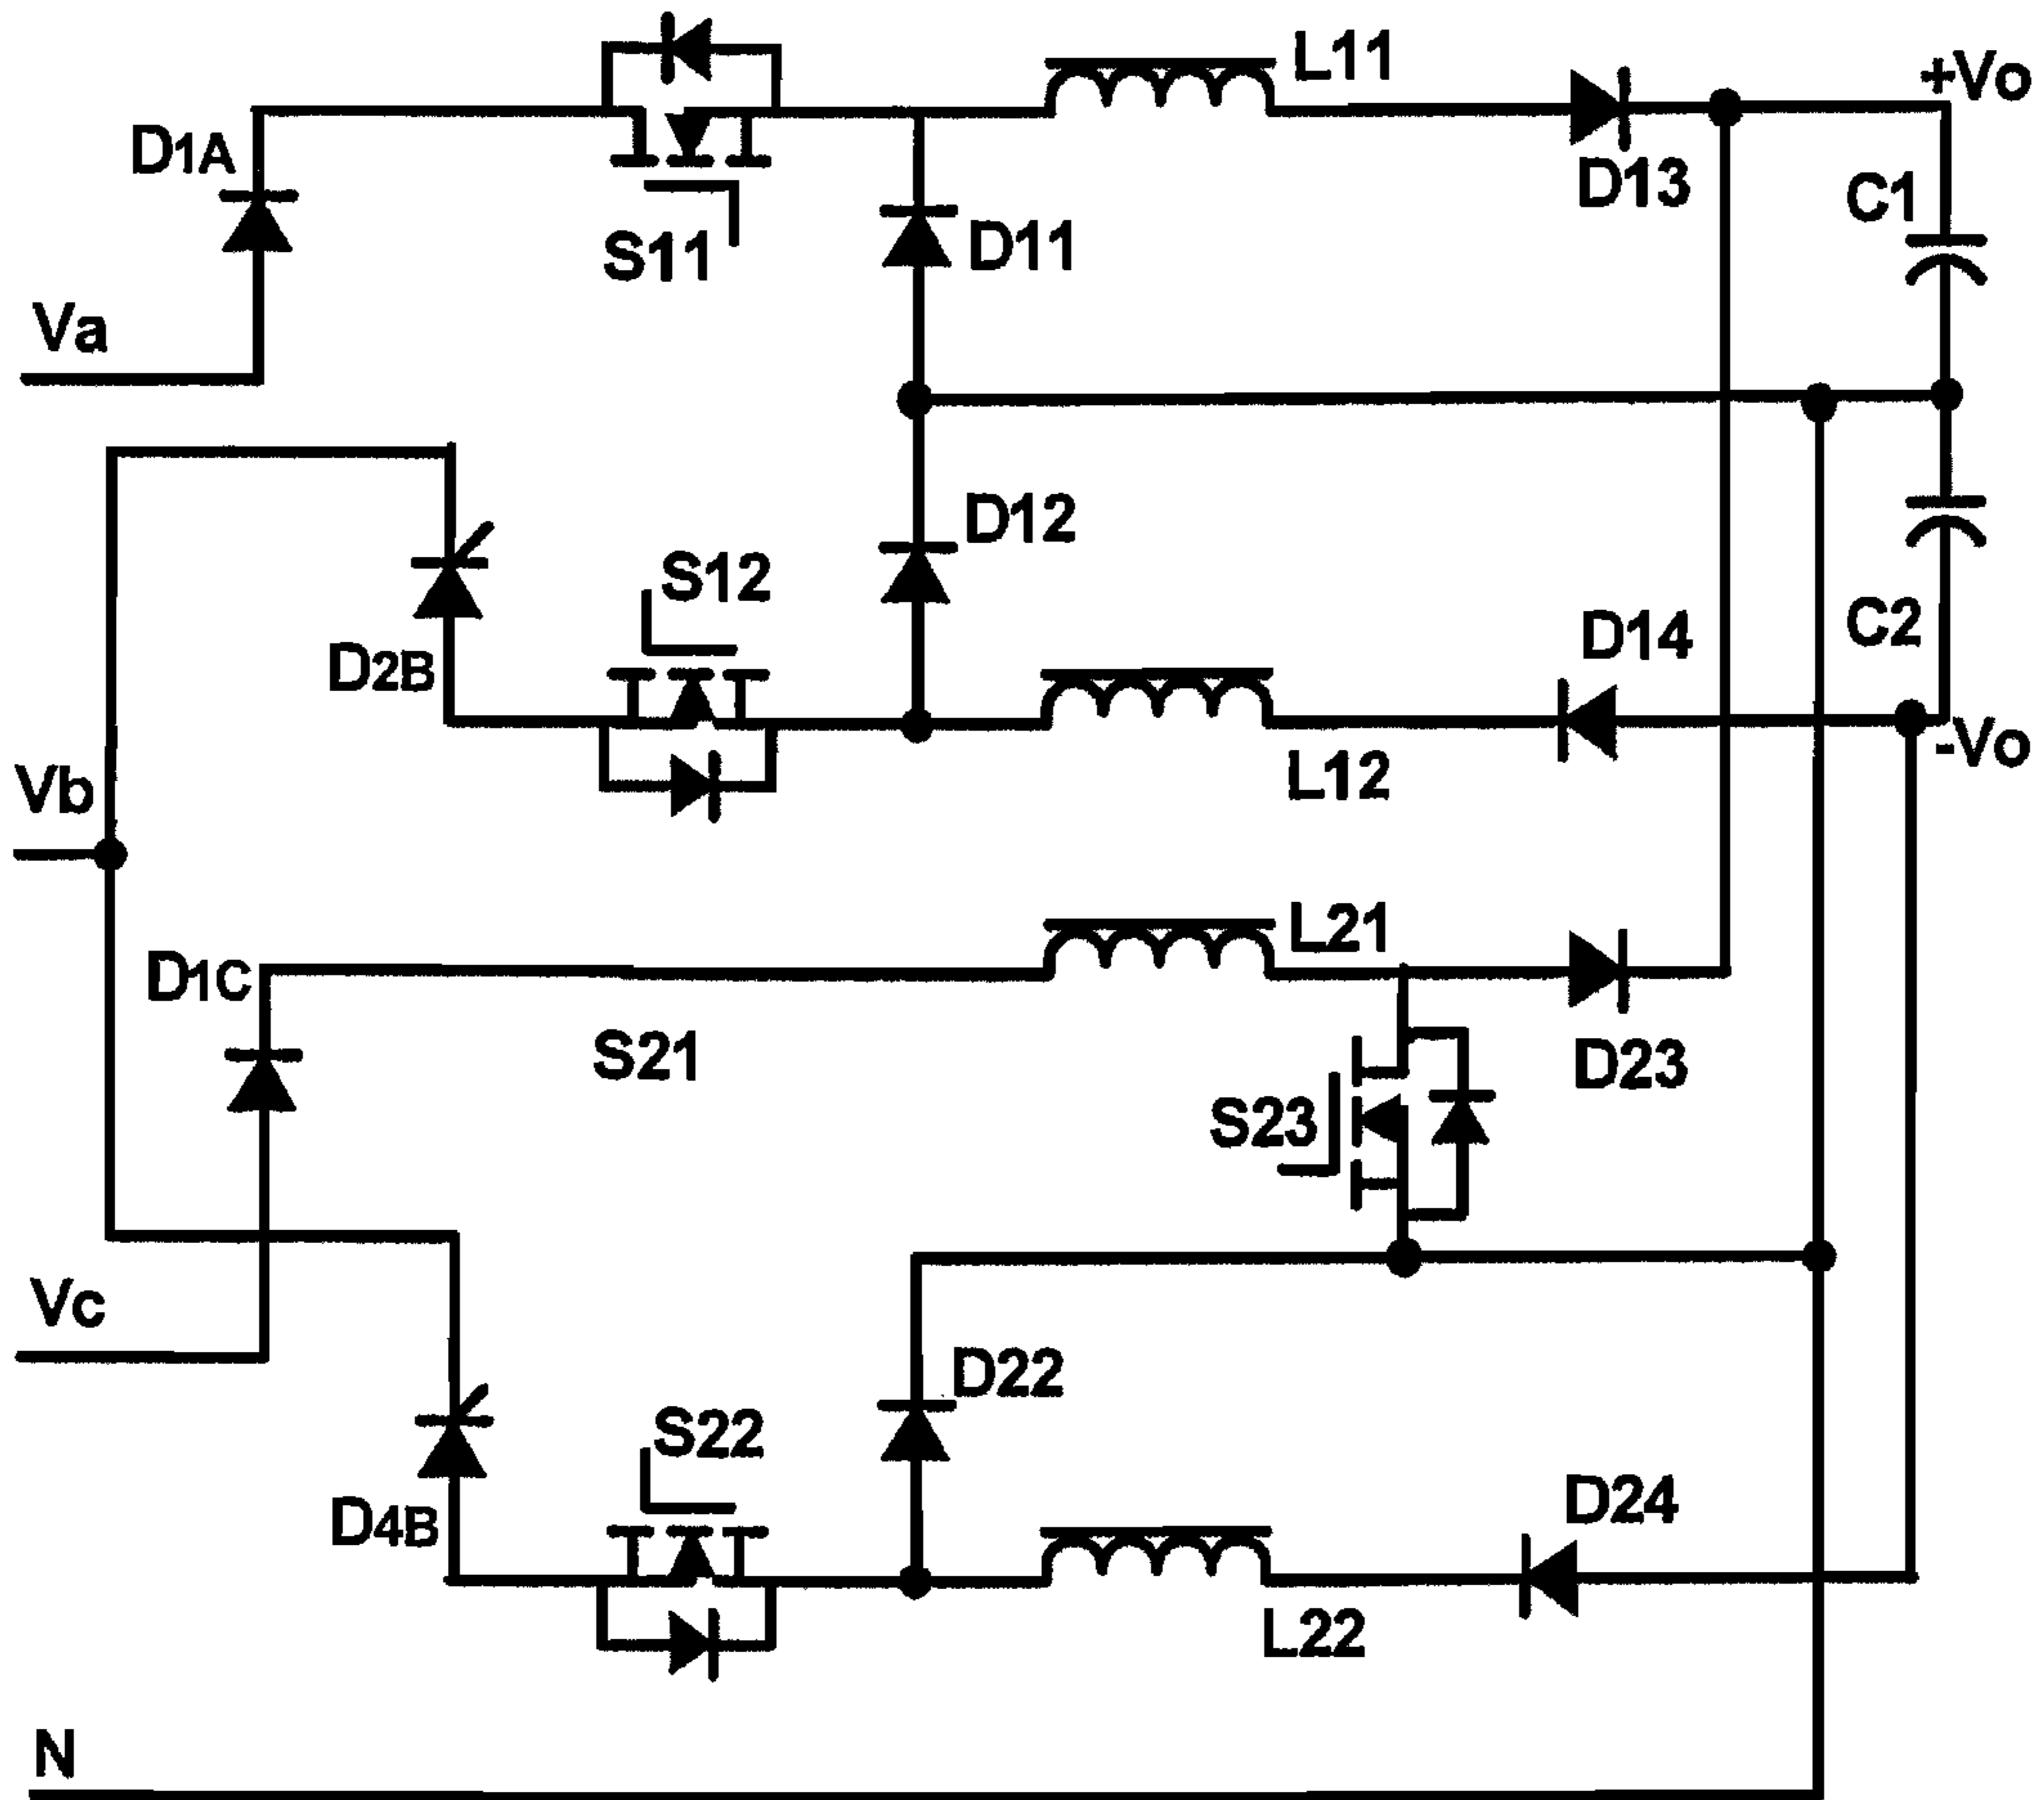 L11
+Vo
D1A
D13
C1
S11
D11
Va
D12
S12
C2
D14
D2B
-Vo
L12
Vb
L21
D1C
S21
D23
S23
Vc
D22
S22
D24
D4B
L22
N